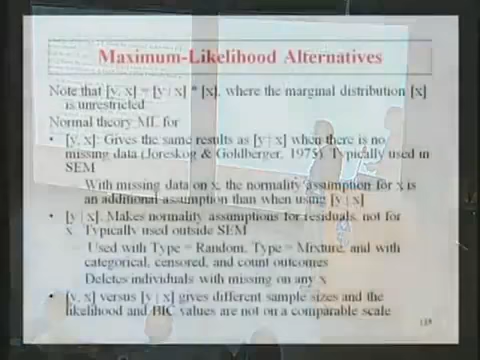 Maximum-Likelihood Alternatives
Note that [y, x] = [y | x] * [x], where the marginal distribution [x]
is unrestricted
Normal theory ML for
• [y, x]: Gives the same results as [y | x] when there is no
missing data (Joreskog & Goldberger, 1975). Typically used in
SEM
With missing data on x, the normality assumption for x is
an additional assumption than when using [y | x]
• [y | x]: Makes normality assumptions for residuals, not for
x. Typically used outside SEM
Used with Type = Random, Type = Mixture, and with
categorical, censored, and count outcomes
Deletes individuals with missing on any x
• [y, x] versus [y | x] gives different sample sizes and the
likelihood and BIC values are not on a comparable scale